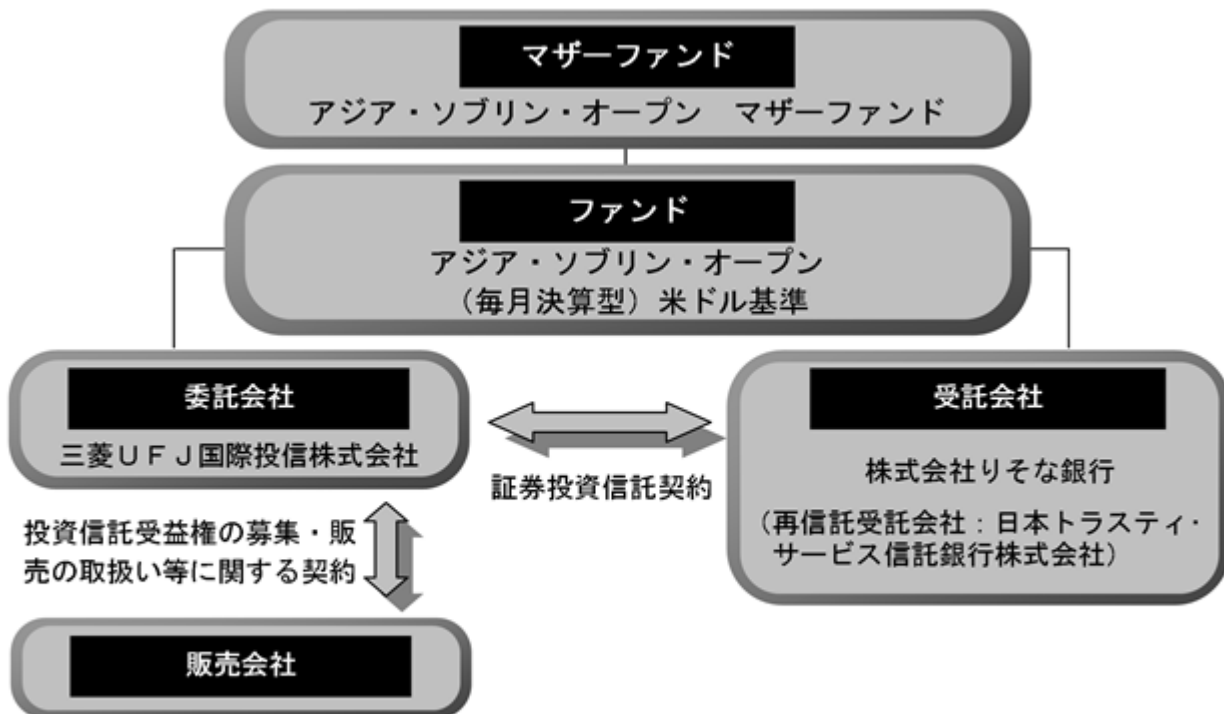 マザーファンド
アジア・ソブリン・オープン　マザーファンド
ファンド
アジア・ソブリン・オープン
（毎月決算型）米ドル基準
委託会社
三菱ＵＦＪ国際投信株式会社
証券投資信託契約
受託会社
株式会社りそな銀行
（再信託受託会社：日本トラスティ・
サービス信託銀行株式会社）
投資信託受益権の募集・販
売の取扱い等に関する契約
販売会社